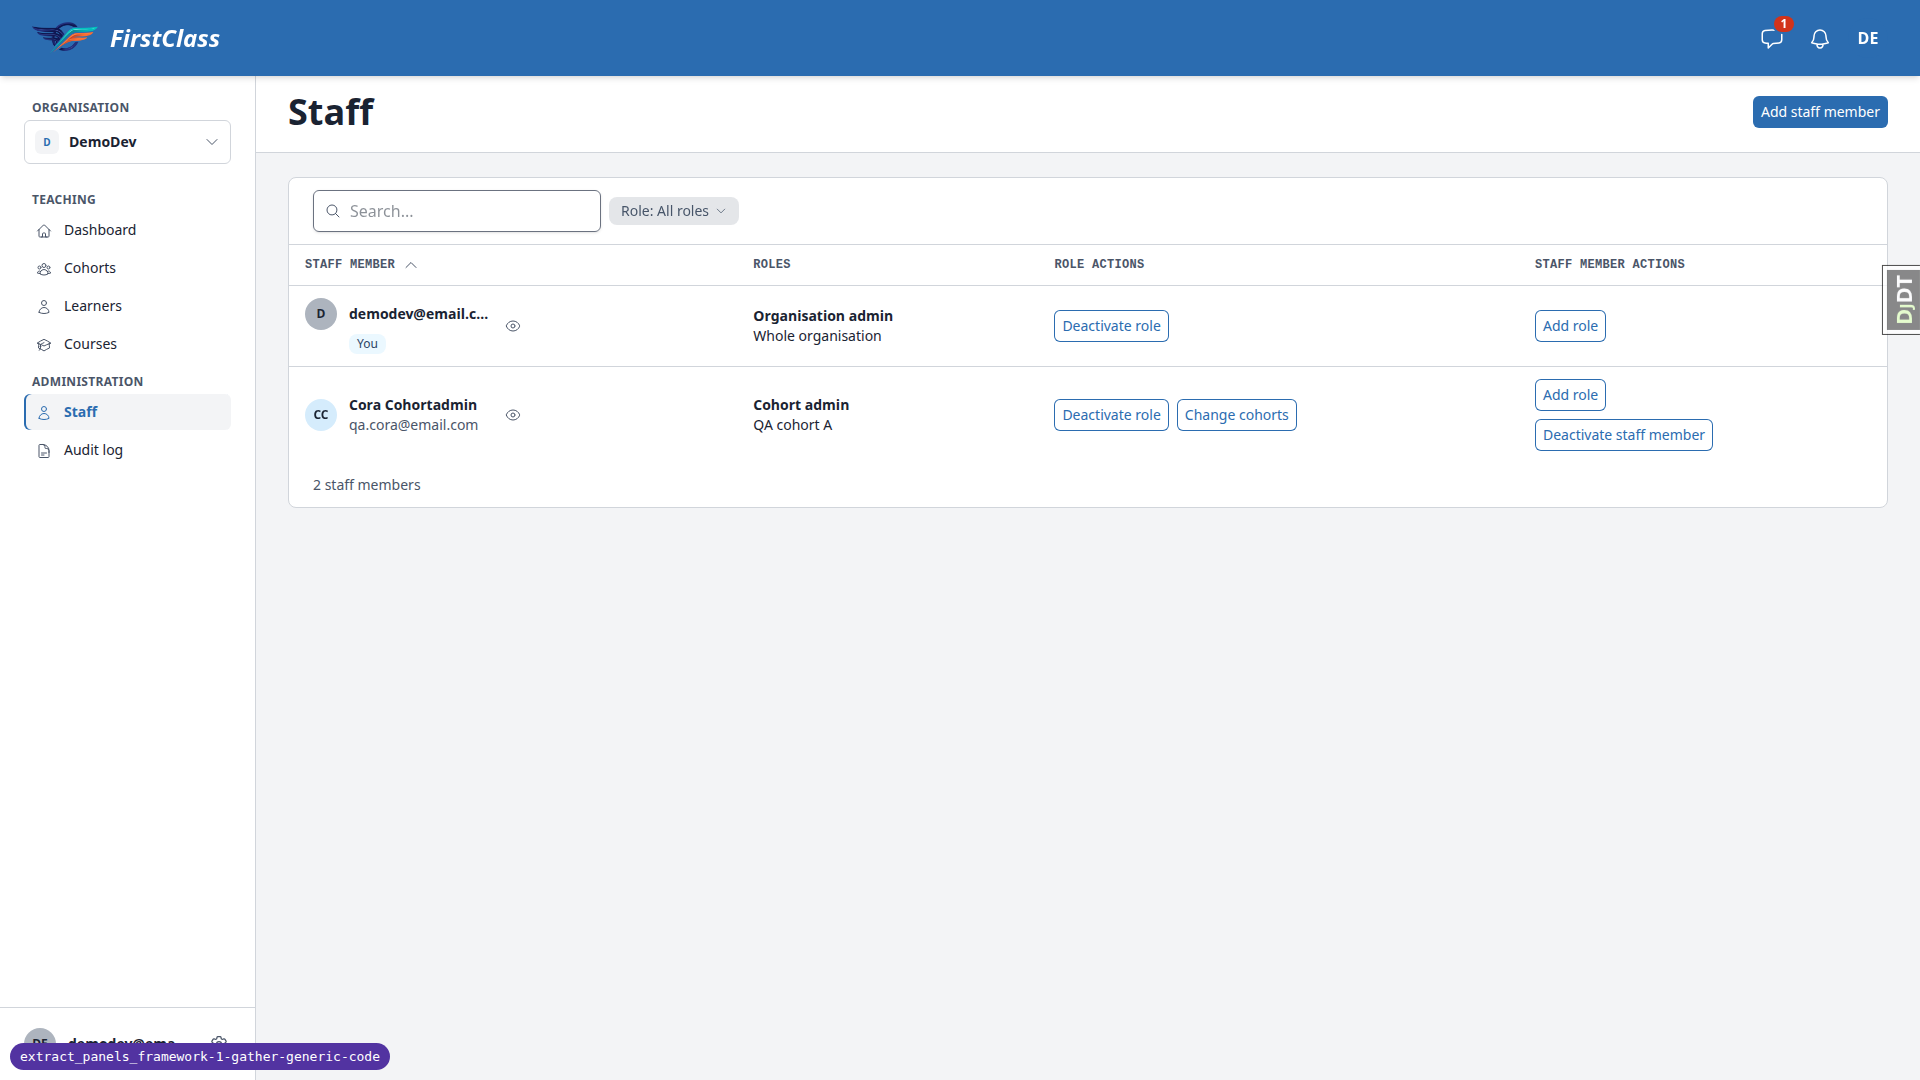 FirstClass
1
DE
ORGANISATION
D DemoDev
TEACHING
Dashboard
Cohorts
Learners
Courses
ADMINISTRATION
Staff
Audit log
extract_panels_framework-1-gather-generic-code
Staff
Add staff member
Search...
Role: All roles
STAFF MEMBER ROLES ROLE ACTIONS STAFF MEMBER ACTIONS
D demodev@email.c...
You
Organisation admin
Whole organisation
Deactivate role
Add role
CC Cora Cohortadmin
qa.cora@email.com
Cohort admin
QA cohort A
Deactivate role Change cohorts
Add role
Deactivate staff member
2 staff members
DjDT